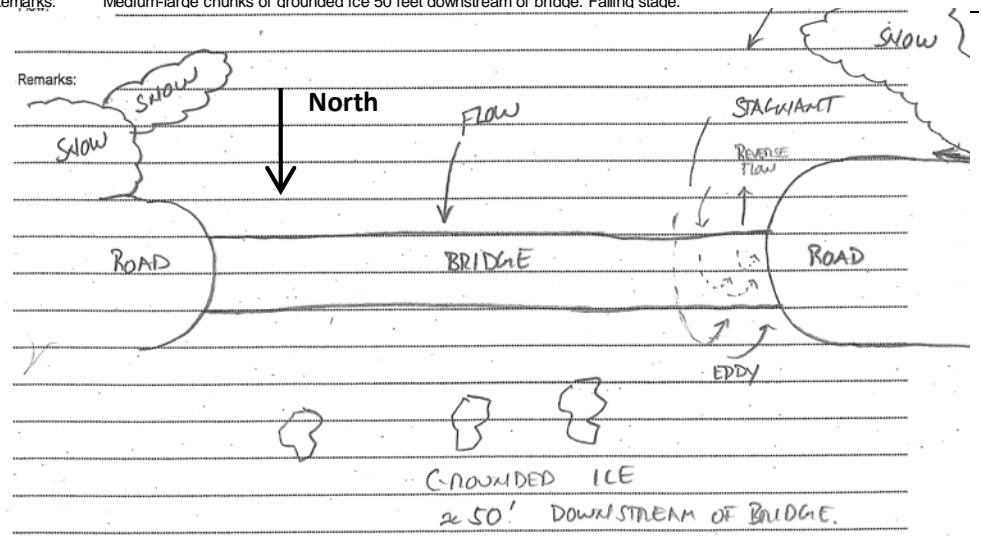 Remarks: Medium-large chunks of grounded ice 50 feet downstream of bridge. Falling stage.
Flow:
SNOW
Remarks:
SNOW
North
FLOW
STAGNANT
SNOW
REVERSE
FLOW
ROAD
BRIDGE
ROAD
EDDY
GROUNDED ICE
≈ 50' DOWNSTREAM OF BRIDGE.